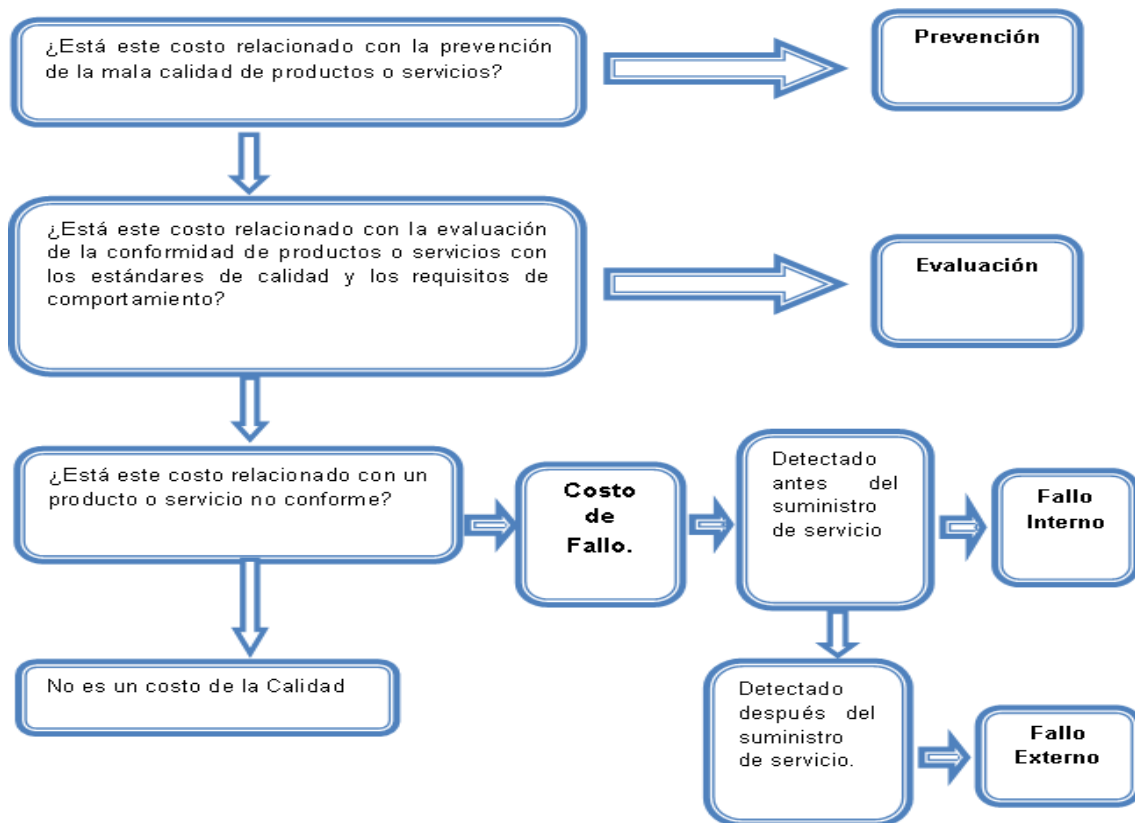 ¿Está este costo relacionado con la prevención
de la mala calidad de productos o servicios?
Prevención
¿Está este costo relacionado con la evaluación
de la conformidad de productos o servicios con
los estándares de calidad y los requisitos de
comportamiento?
Evaluación
¿Está este costo relacionado con un
producto o servicio no conforme?
Costo
de
Fallo.
Detectado
antes del
suministro
de servicio
Fallo
Interno
No es un costo de la Calidad
Detectado
después del
suministro
de servicio.
Fallo
Externo